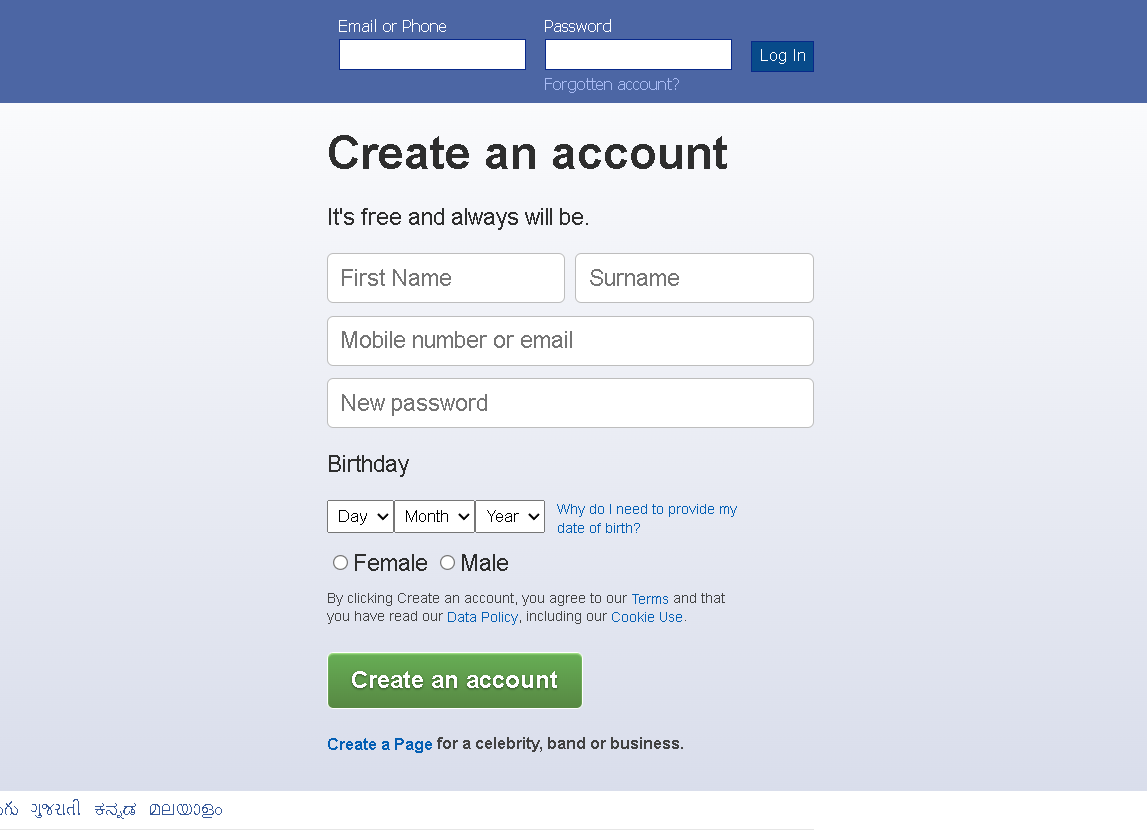 Email or Phone Password
Log In
Forgotten account?
Create an account
It's free and always will be.
First Name Surname
Mobile number or email
New password
Birthday
Day Month Year
Why do I need to provide my
date of birth?
Female Male
By clicking Create an account, you agree to our Terms and that
you have read our Data Policy, including our Cookie Use.
Create an account
Create a Page for a celebrity, band or business.
ગુજરાતી ಕನ್ನಡ മലയാളം